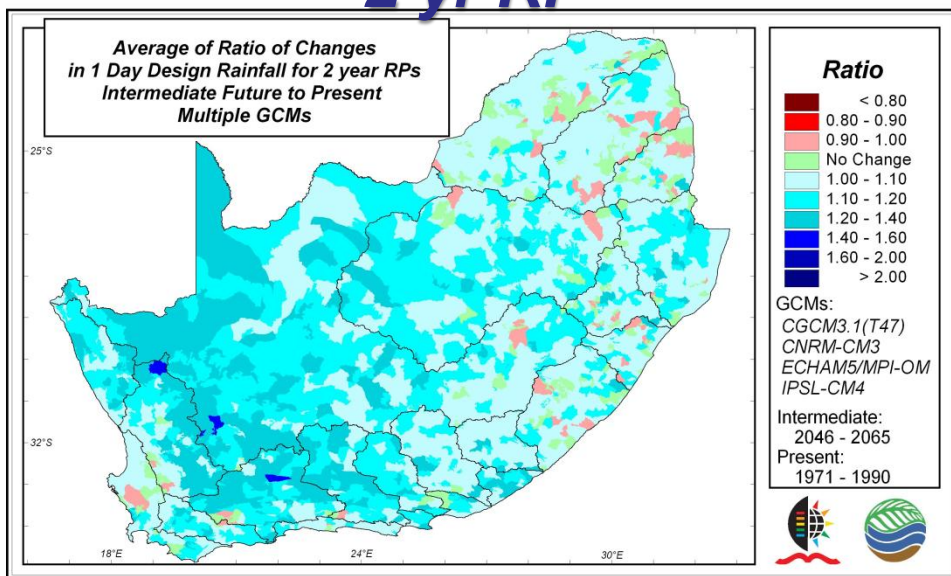 2 yr RP
Average of Ratio of Changes
in 1 Day Design Rainfall for 2 year RPs
Intermediate Future to Present
Multiple GCMs
Ratio
< 0.80
0.80 - 0.90
0.90 - 1.00
No Change
1.00 - 1.10
1.10 - 1.20
1.20 - 1.40
1.40 - 1.60
1.60 - 2.00
> 2.00
GCMs:
CGCM3.1(T47)
CNRM-CM3
ECHAM5/MPI-OM
IPSL-CM4
Intermediate:
2046 - 2065
Present:
1971 - 1990
25°S
32°S
18°E
24°E
30°E